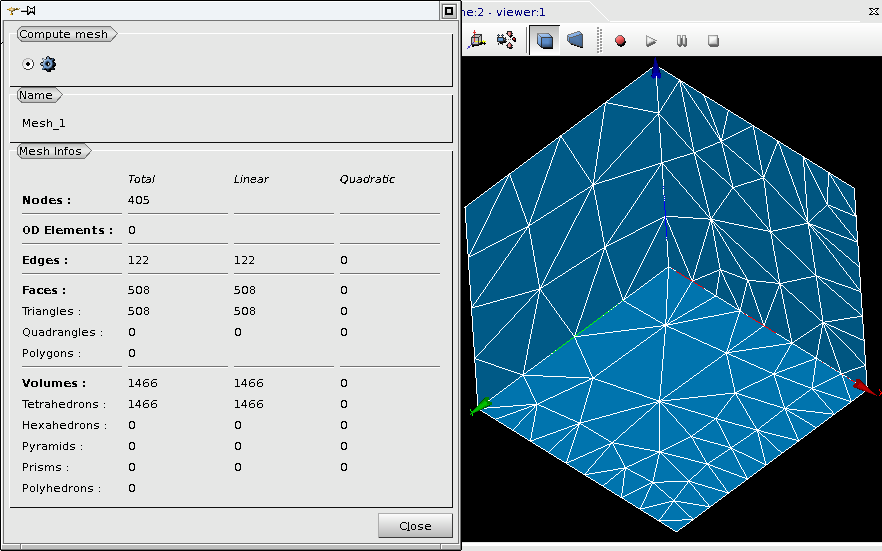 ne:2 - viewer:1
Compute mesh
Name
Mesh_1
Mesh Infos
Total Linear Quadratic
Nodes : 405
0D Elements : 0
Edges : 122 122 0
Faces : 508 508 0
Triangles : 508 508 0
Quadrangles : 0 0 0
Polygons : 0
Volumes : 1466 1466 0
Tetrahedrons : 1466 1466 0
Hexahedrons : 0 0 0
Pyramids : 0 0 0
Prisms : 0 0 0
Polyhedrons : 0
Close